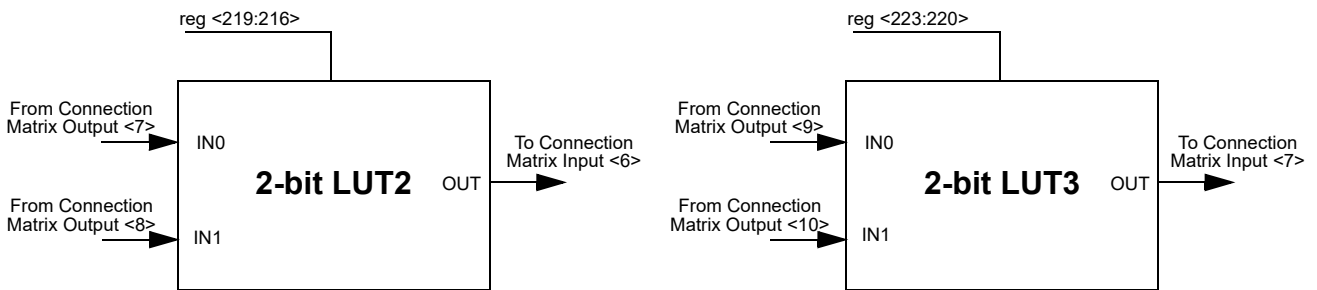 reg <219:216>
From Connection
Matrix Output <7>
IN0
2-bit LUT2
OUT
To Connection
Matrix Input <6>
From Connection
Matrix Output <8>
IN1
reg <223:220>
From Connection
Matrix Output <9>
IN0
2-bit LUT3
OUT
To Connection
Matrix Input <7>
From Connection
Matrix Output <10>
IN1